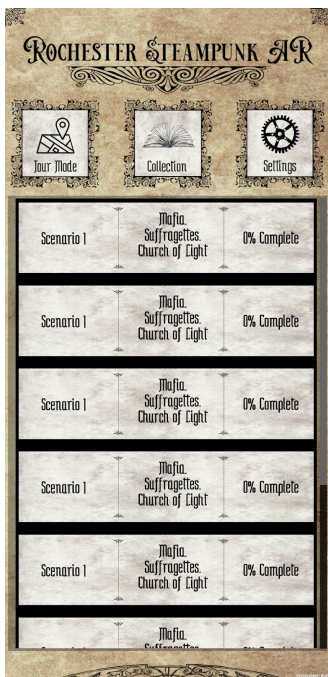 Rochester Steampunk AR
Tour Mode
Collection
Settings
Scenario 1
Mafia.
Suffragettes.
Church of Light
0% Complete
Scenario 1
Mafia.
Suffragettes.
Church of Light
0% Complete
Scenario 1
Mafia.
Suffragettes.
Church of Light
0% Complete
Scenario 1
Mafia.
Suffragettes.
Church of Light
0% Complete
Scenario 1
Mafia.
Suffragettes.
Church of Light
0% Complete
Mafia.